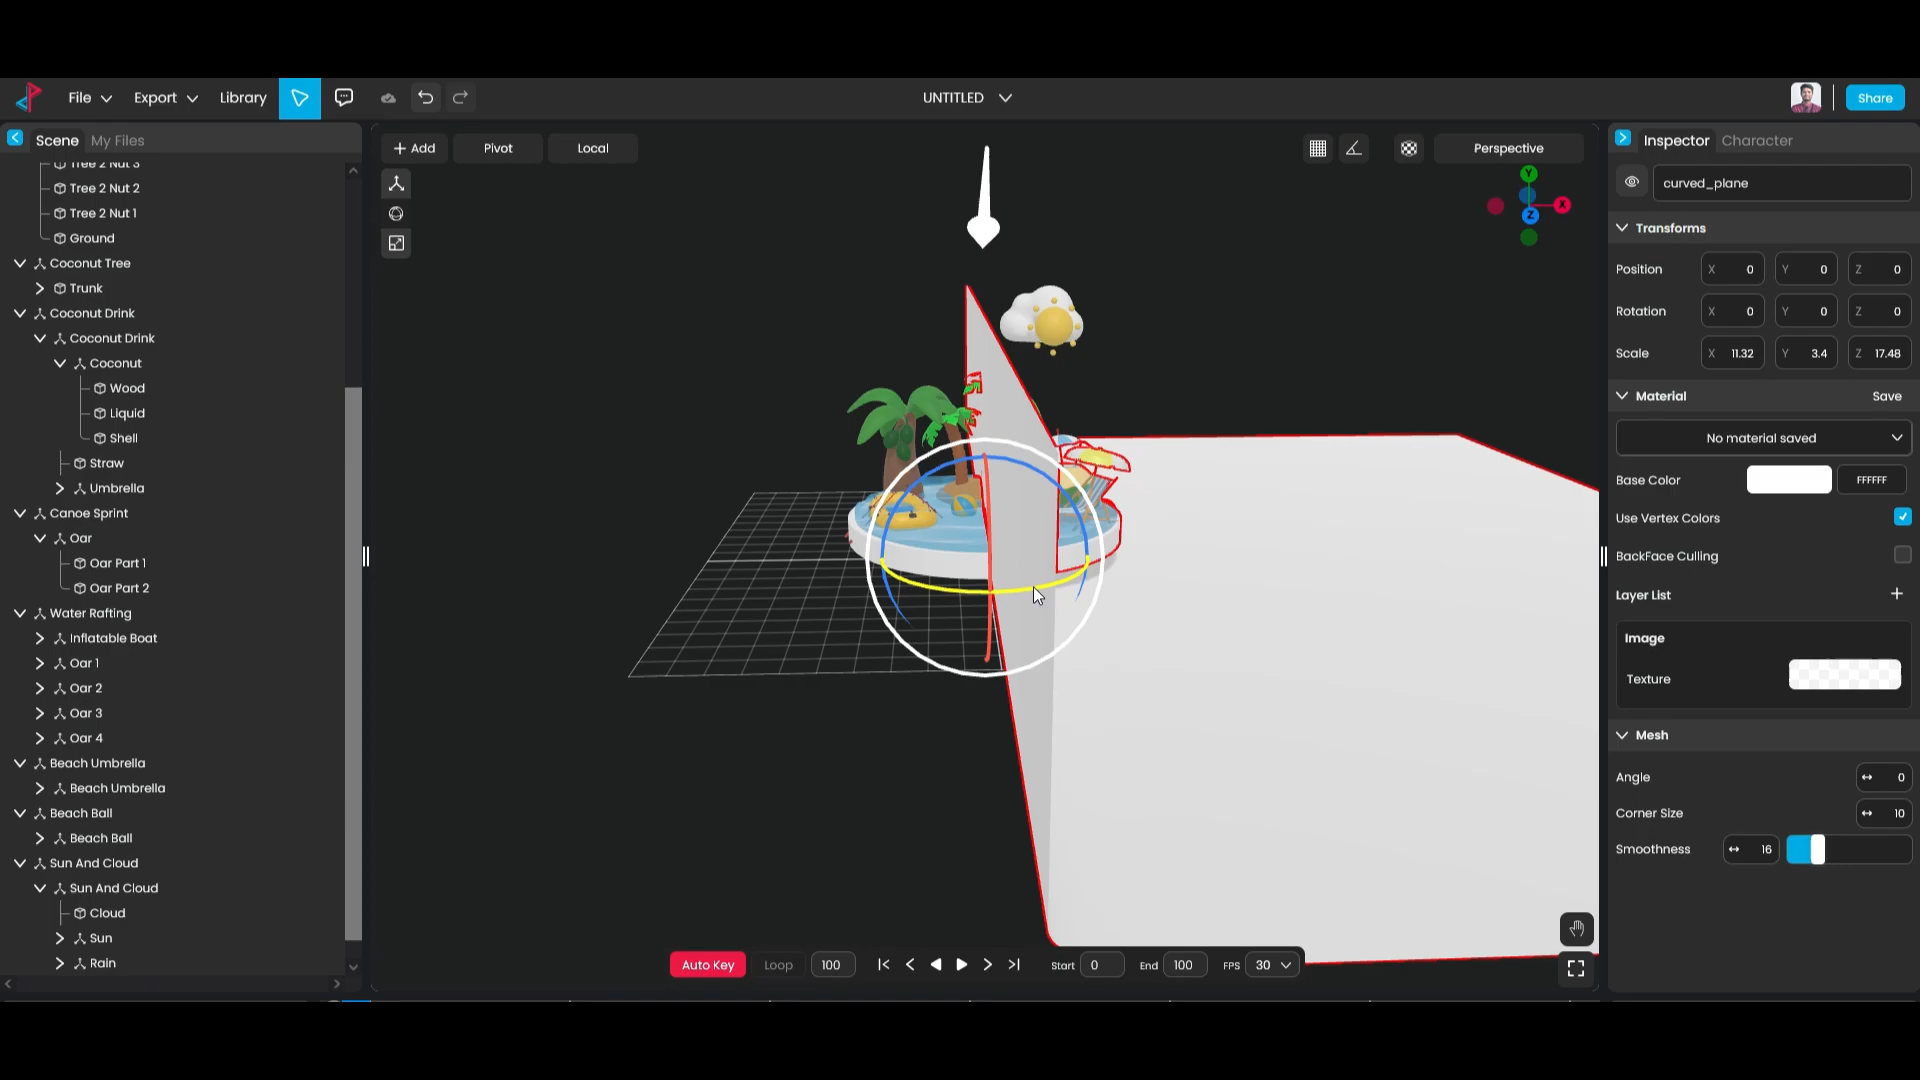 File Export Library UNTITLED Share
Scene My Files
Tree 2 Nut 3
Tree 2 Nut 2
Tree 2 Nut 1
Ground
Coconut Tree
Trunk
Coconut Drink
Coconut Drink
Coconut
Wood
Liquid
Shell
Straw
Umbrella
Canoe Sprint
Oar
Oar Part 1
Oar Part 2
Water Rafting
Inflatable Boat
Oar 1
Oar 2
Oar 3
Oar 4
Beach Umbrella
Beach Umbrella
Beach Ball
Beach Ball
Sun And Cloud
Sun And Cloud
Cloud
Sun
Rain
+ Add Pivot Local Perspective
Y
X
Z
Auto Key Loop 100 Start 0 End 100 FPS 30
Inspector Character
curved_plane
Transforms
Position X 0 Y 0 Z 0
Rotation X 0 Y 0 Z 0
Scale X 11.32 Y 3.4 Z 17.48
Material Save
No material saved
Base Color FFFFFF
Use Vertex Colors
BackFace Culling
Layer List +
Image
Texture
Mesh
Angle 0
Corner Size 10
Smoothness 16